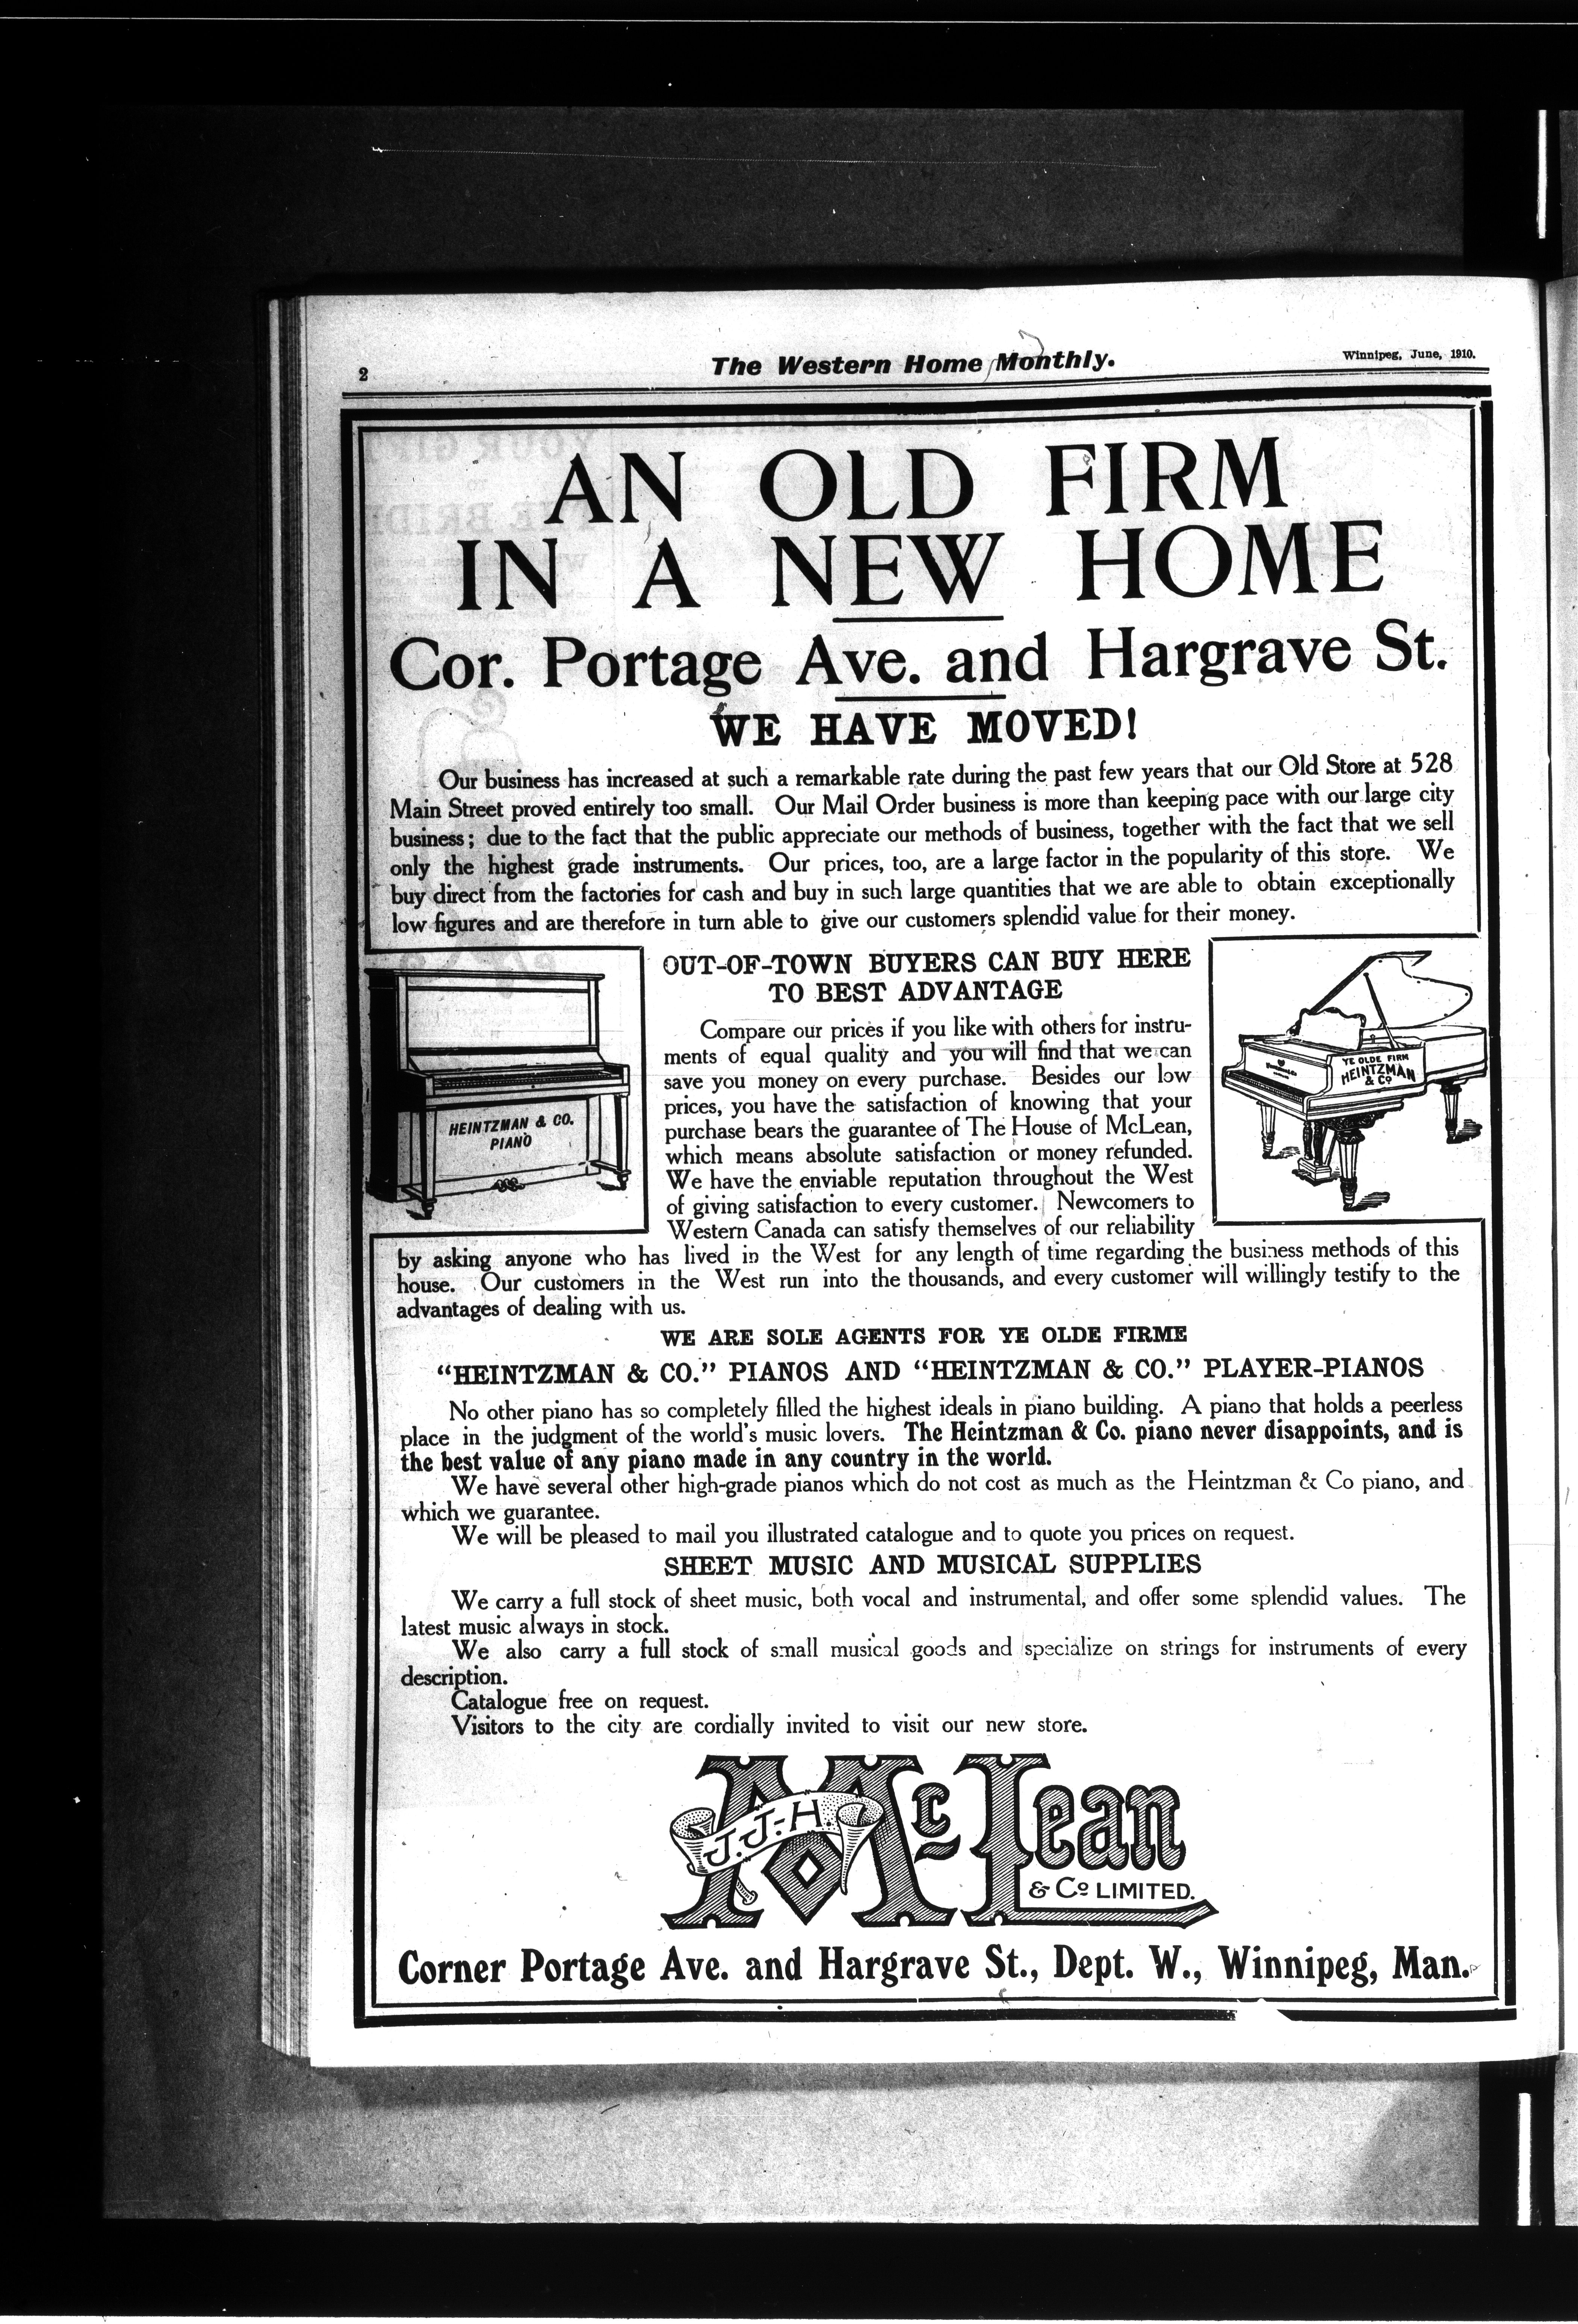 2
The Western Home Monthly.
Winnipeg, June, 1910.
AN OLD FIRM
IN A NEW HOME
Cor. Portage Ave. and Hargrave St.
WE HAVE MOVED!
Our business has increased at such a remarkable rate during the past few years that our Old Store at 528
Main Street proved entirely too small. Our Mail Order business is more than keeping pace with our large city
business; due to the fact that the public appreciate our methods of business, together with the fact that we sell
only the highest grade instruments. Our prices, too, are a large factor in the popularity of this store. We
buy direct from the factories for cash and buy in such large quantities that we are able to obtain exceptionally
low figures and are therefore in turn able to give our customers splendid value for their money.
HEINTZMAN & CO.
PIANO
OUT-OF-TOWN BUYERS CAN BUY HERE
TO BEST ADVANTAGE
Compare our prices if you like with others for instru-
ments of equal quality and you will find that we can
save you money on every purchase. Besides our low
prices, you have the satisfaction of knowing that your
purchase bears the guarantee of The House of McLean,
which means absolute satisfaction or money refunded.
We have the enviable reputation throughout the West
of giving satisfaction to every customer. Newcomers to
Western Canada can satisfy themselves of our reliability
YE OLDE FIRM
HEINTZMAN
& Co
by asking anyone who has lived in the West for any length of time regarding the business methods of this
house. Our customers in the West run into the thousands, and every customer will willingly testify to the
advantages of dealing with us.
WE ARE SOLE AGENTS FOR YE OLDE FIRME
"HEINTZMAN & CO." PIANOS AND "HEINTZMAN & CO." PLAYER-PIANOS
No other piano has so completely filled the highest ideals in piano building. A piano that holds a peerless
place in the judgment of the world's music lovers. The Heintzman & Co. piano never disappoints, and is
the best value of any piano made in any country in the world.
We have several other high-grade pianos which do not cost as much as the Heintzman & Co piano, and
which we guarantee.
We will be pleased to mail you illustrated catalogue and to quote you prices on request.
SHEET MUSIC AND MUSICAL SUPPLIES
We carry a full stock of sheet music, both vocal and instrumental, and offer some splendid values. The
latest music always in stock.
We also carry a full stock of small musical goods and specialize on strings for instruments of every
description.
Catalogue free on request.
Visitors to the city are cordially invited to visit our new store.
J.J.H. McLean
& Co LIMITED.
Corner Portage Ave. and Hargrave St., Dept. W., Winnipeg, Man.